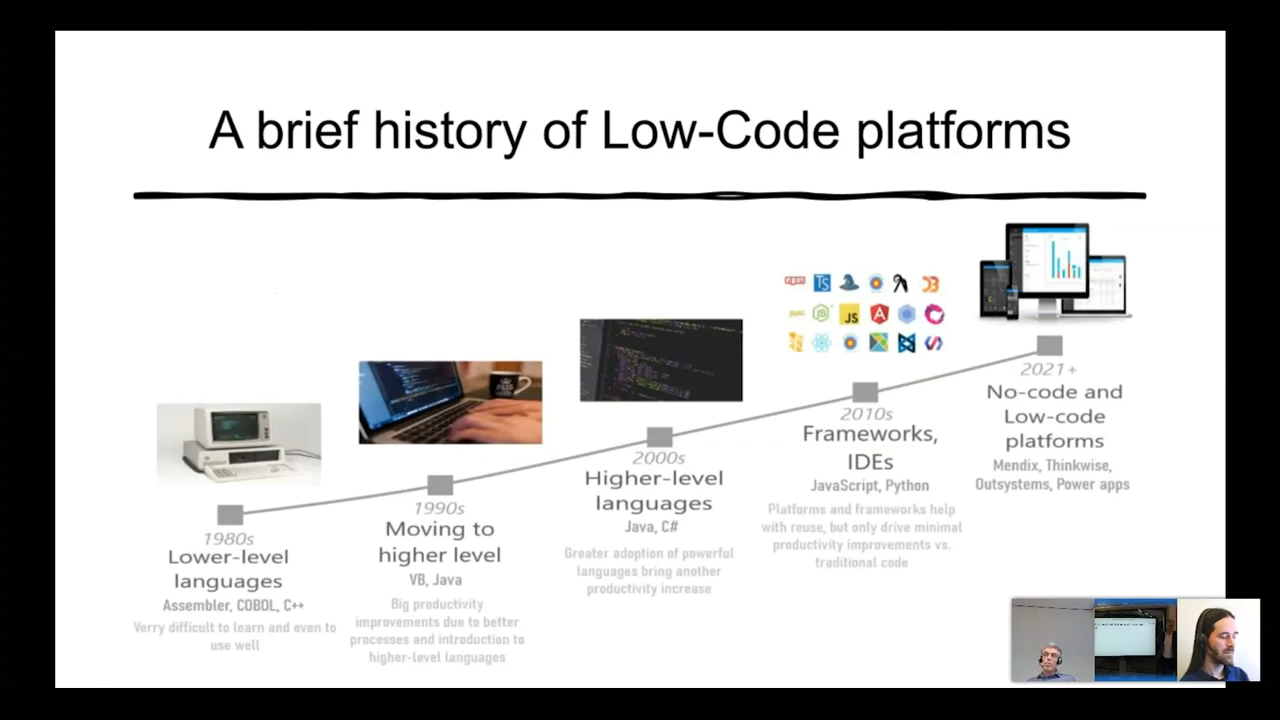 A brief history of Low-Code platforms
1980s
Lower-level
languages
Assembler, COBOL, C++
Verry difficult to learn and even to
use well
1990s
Moving to
higher level
VB, Java
Big productivity
improvements due to better
processes and introduction to
higher-level languages
2000s
Higher-level
languages
Java, C#
Greater adoption of powerful
languages bring another
productivity increase
TS
JS
A
2010s
Frameworks,
IDEs
JavaScript, Python
Platforms and frameworks help
with reuse, but only drive minimal
productivity improvements vs.
traditional code
2021+
No-code and
Low-code
platforms
Mendix, Thinkwise,
Outsystems, Power apps